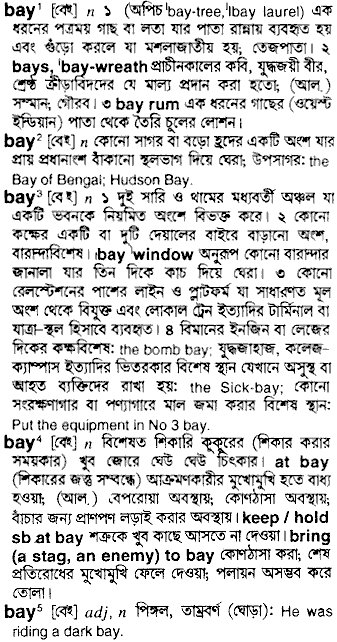 bay¹ [বেই্] n ১ (অপিচ ˈbay-tree,ˈbay laurel) এক
ধরনের পত্রময় গাছ বা লতা যার পাতা রান্নায় ব্যবহৃত হয়
এবং গুঁড়ো করলে যা মশলাজাতীয় হয়; তেজপাতা। ২
bays, ˈbay-wreath প্রাচীনকালের কবি, যুদ্ধজয়ী বীর,
শ্রেষ্ঠ ক্রীড়াবিদদের যে মাল্য প্রদান করা হতো; (আল.)
সম্মান; গৌরব। ৩ bay rum এক ধরনের গাছের (ওয়েস্ট
ইন্ডিয়ান) পাতা থেকে তৈরি চুলের লোশন।
bay² [বেই্] n কোনো সাগর বা বড়ো হ্রদের একটি অংশ যার
প্রায় প্রধানাংশ বাঁকানো স্থলভাগ দিয়ে ঘেরা; উপসাগর: the
Bay of Bengal; Hudson Bay.
bay³ [বেই্] n ১ দুই সারি ও থামের মধ্যবর্তী অঞ্চল যা
একটি ভবনকে নিয়মিত অংশে বিভক্ত করে। ২ কোনো
কক্ষের একটি বা দুটি দেয়ালের বাইরে বাড়ানো অংশ,
বারান্দাবিশেষ। ˌbay ˈwindow অনুরূপ কোনো বারান্দার
জানালা যার তিন দিকে কাচ দিয়ে ঘেরা। ৩ কোনো
রেলস্টেশনের পাশের লাইন ও প্লাটফর্ম যা সাধারণত মূল
অংশ থেকে বিযুক্ত এবং লোকাল ট্রেন ইত্যাদির টার্মিনাল বা
যাত্রা-স্থল হিসাবে ব্যবহৃত। ৪ বিমানের ইনজিন বা লেজের
দিকের কক্ষবিশেষ: the bomb bay; যুদ্ধজাহাজ, কলেজ-
ক্যাম্পাস ইত্যাদির ভিতরকার বিশেষ স্থান যেখানে অসুস্থ বা
আহত ব্যক্তিদের রাখা হয়: the Sick-bay; কোনো
সংরক্ষণাগার বা পণ্যাগারে মাল জমা করার বিশেষ স্থান:
Put the equipment in No 3 bay.
bay⁴ [বেই্] n বিশেষত শিকারি কুকুরের (শিকার করার
সময়কার) খুব জোরে ঘেউ ঘেউ চিৎকার। at bay
(শিকারের জন্তু সম্বন্ধে) আক্রমণকারীর মুখোমুখি হতে বাধ্য
হওয়া; (আল.) বেপরোয়া অবস্থায়; কোণঠাসা অবস্থায়;
বাঁচার জন্য প্রাণপণ লড়াই করার অবস্থায়। keep / hold
sb at bay শত্রুকে খুব কাছে আসতে না দেওয়া। bring
(a stag, an enemy) to bay কোণঠাসা করা; শেষ
প্রতিরোধের মুখোমুখি ফেলে দেওয়া; পলায়ন অসম্ভব করে
তোলা।
bay⁵ [বেই্] adj, n পিঙ্গল, তাম্রবর্ণ (ঘোড়া): He was
riding a dark bay.